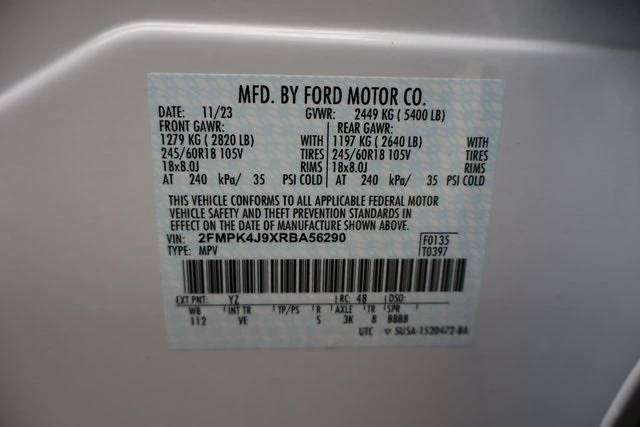 MFD. BY FORD MOTOR CO.
DATE: 11/23 GVWR: 2449 KG ( 5400 LB)
FRONT GAWR: REAR GAWR:
1279 KG ( 2820 LB) WITH 1197 KG ( 2640 LB) WITH
245/60R18 105V TIRES 245/60R18 105V TIRES
18x8.0J RIMS 18x8.0J RIMS
AT 240 kPa/ 35 PSI COLD AT 240 kPa/ 35 PSI COLD
THIS VEHICLE CONFORMS TO ALL APPLICABLE FEDERAL MOTOR
VEHICLE SAFETY AND THEFT PREVENTION STANDARDS IN
EFFECT ON THE DATE OF MANUFACTURE SHOWN ABOVE.
VIN: 2FMPK4J9XRBA56290 F0135
TYPE: MPV T0397
EXT PNT: YZ RC: 48 DSO:
WB INT TR TP/PS R AXLE TR SPR
112 VE S 3K B BBBB
UTC 5U5A-1520472-BA